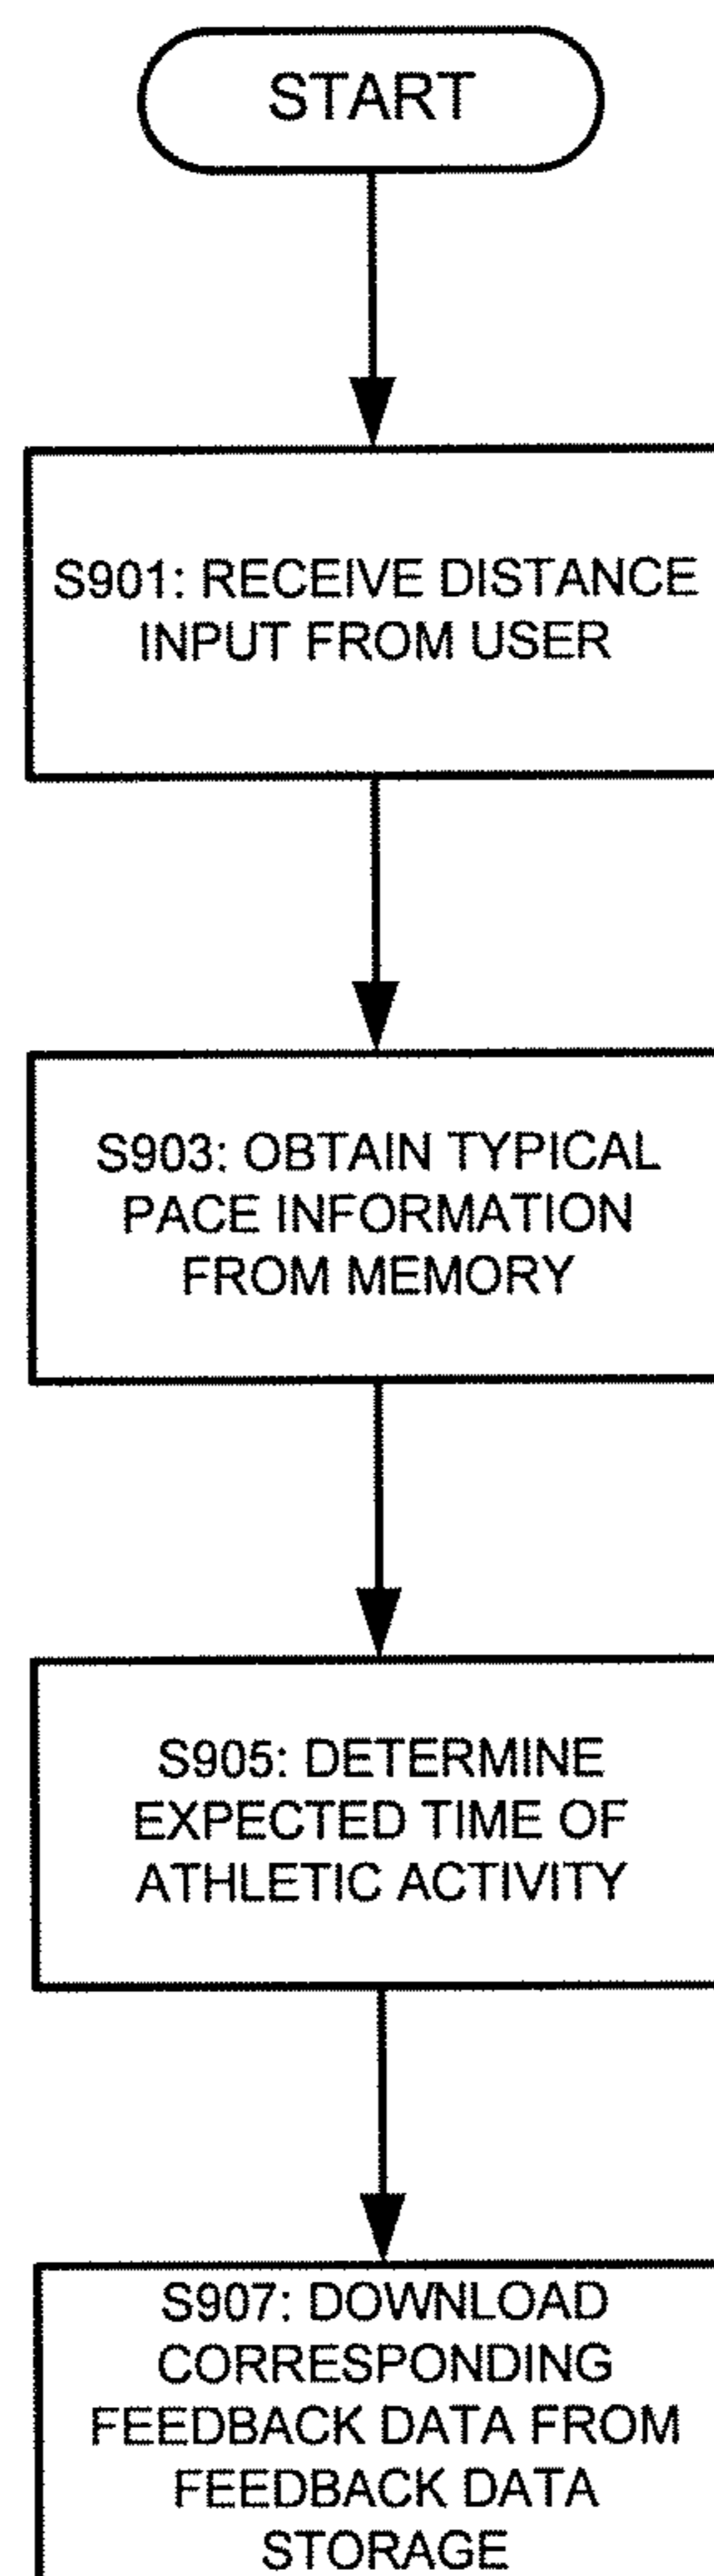 START
S901: RECEIVE DISTANCE
INPUT FROM USER
S903: OBTAIN TYPICAL
PACE INFORMATION
FROM MEMORY
S905: DETERMINE
EXPECTED TIME OF
ATHLETIC ACTIVITY
S907: DOWNLOAD
CORRESPONDING
FEEDBACK DATA FROM
FEEDBACK DATA
STORAGE